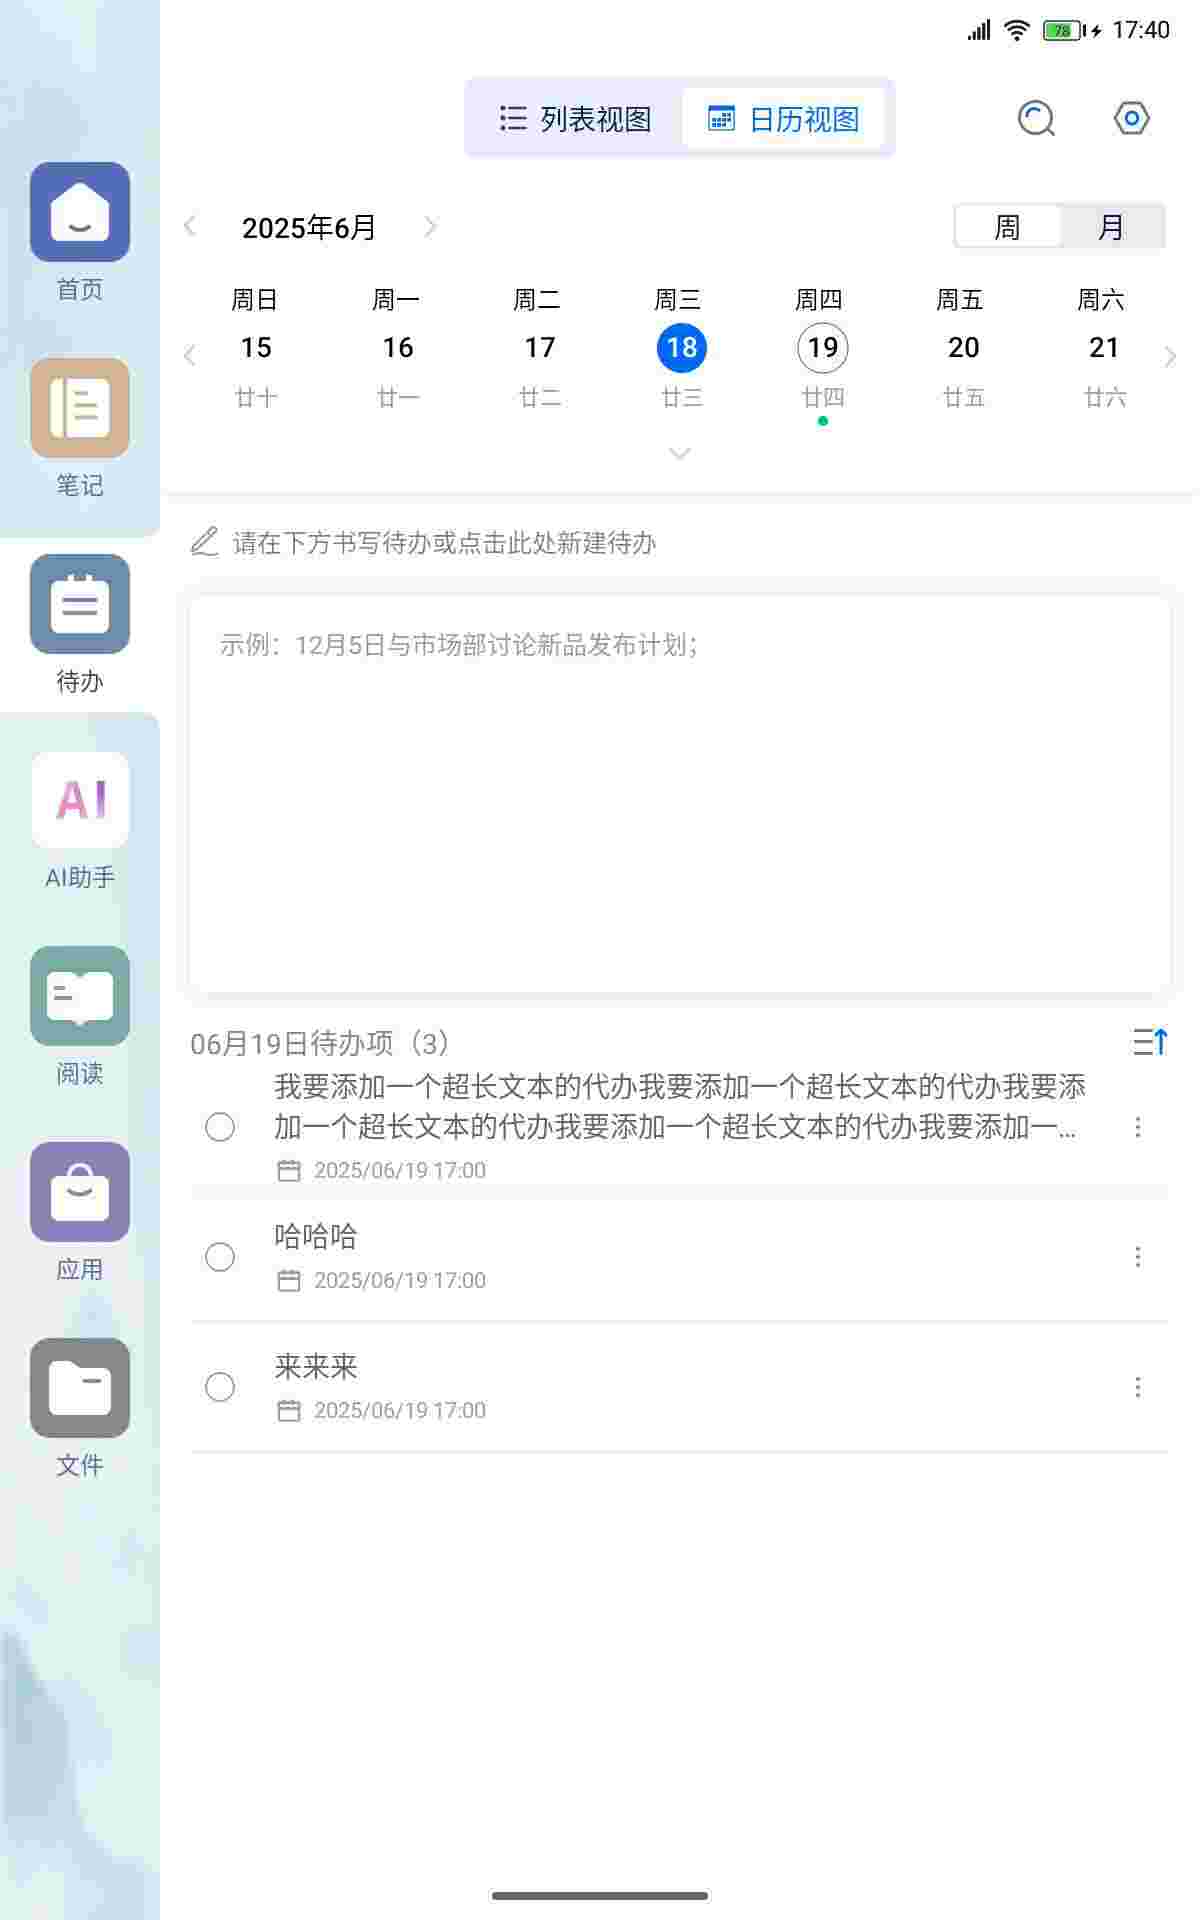 78 17:40
列表视图 日历视图
首页
2025年6月 周 月
周日 周一 周二 周三 周四 周五 周六
15 16 17 18 19 20 21
廿十 廿一 廿二 廿三 廿四 廿五 廿六
笔记
请在下方书写待办或点击此处新建待办
示例：12月5日与市场部讨论新品发布计划；
待办
AI
AI助手
06月19日待办项（3）
我要添加一个超长文本的代办我要添加一个超长文本的代办我要添
加一个超长文本的代办我要添加一个超长文本的代办我要添加一...
2025/06/19 17:00
阅读
哈哈哈
2025/06/19 17:00
应用
来来来
2025/06/19 17:00
文件